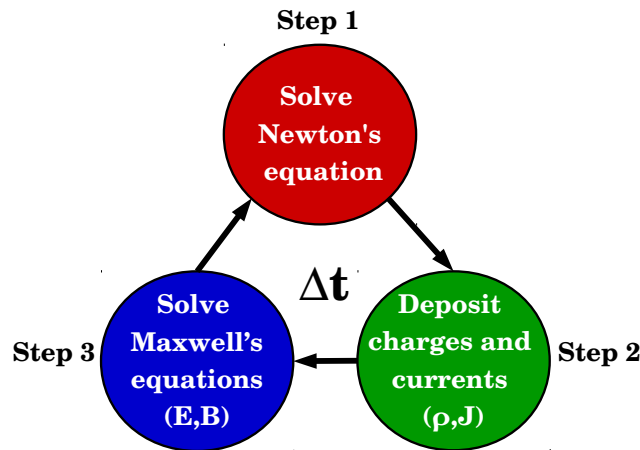 Step 1
Solve
Newton's
equation
Δt
Solve
Maxwell’s
equations
(E,B)
Step 3
Deposit
charges and
currents
(ρ,J)
Step 2